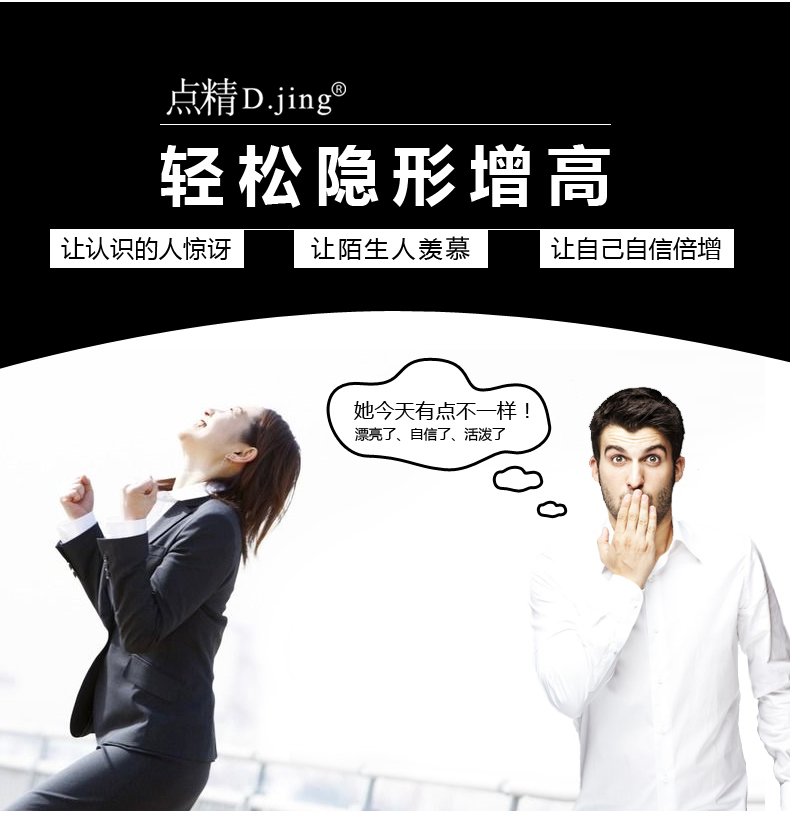 点精D.jing®
轻松隐形增高
让认识的人惊讶
让陌生人羡慕
让自己自信倍增
她今天有点不一样！
漂亮了、自信了、活泼了